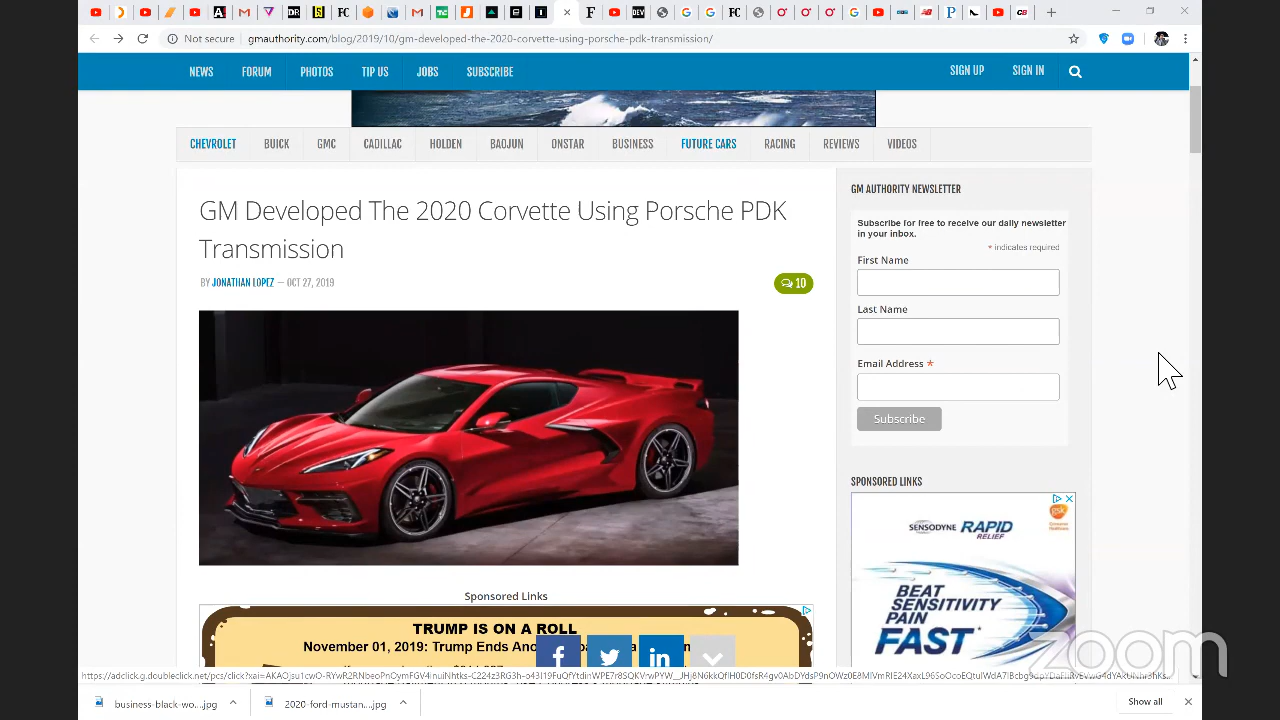 Not secure | gmauthority.com/blog/2019/10/gm-developed-the-2020-corvette-using-porsche-pdk-transmission/
NEWS FORUM PHOTOS TIP US JOBS SUBSCRIBE SIGN UP SIGN IN
CHEVROLET BUICK GMC CADILLAC HOLDEN BAOJUN ONSTAR BUSINESS FUTURE CARS RACING REVIEWS VIDEOS
GM Developed The 2020 Corvette Using Porsche PDK
Transmission
BY JONATHAN LOPEZ — OCT 27, 2019
10
Sponsored Links
TRUMP IS ON A ROLL
November 01, 2019: Trump Ends
GM AUTHORITY NEWSLETTER
Subscribe for free to receive our daily newsletter
in your inbox.
* indicates required
First Name
Last Name
Email Address *
Subscribe
SPONSORED LINKS
gsk
SENSODYNE RAPID
RELIEF
BEAT
SENSITIVITY
PAIN
FAST
zoom
business-black-wo....jpg
2020-ford-mustan....jpg
Show all